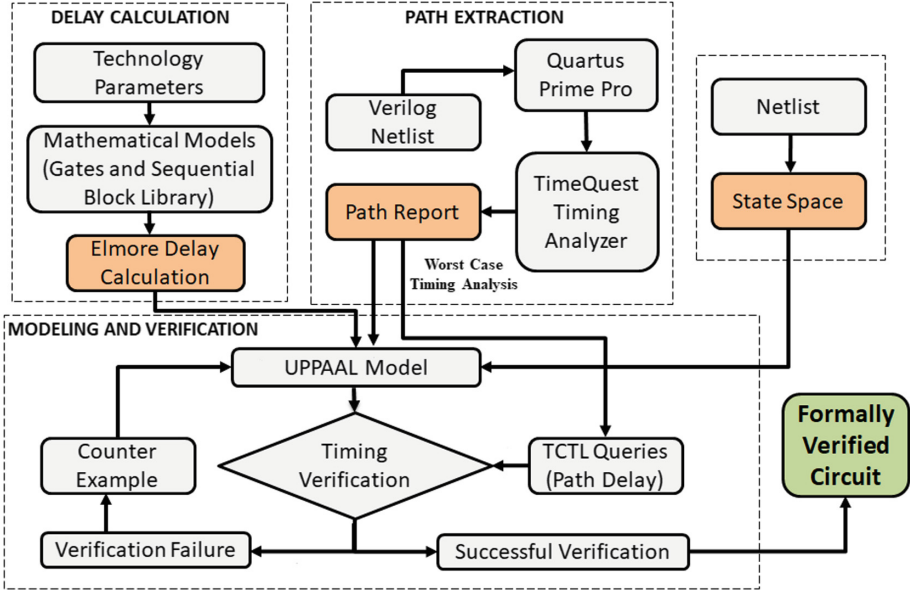 DELAY CALCULATION
Technology
Parameters
Mathematical Models
(Gates and Sequential
Block Library)
Elmore Delay
Calculation
PATH EXTRACTION
Verilog
Netlist
Quartus
Prime Pro
TimeQuest
Timing
Analyzer
Path Report
Worst Case
Timing Analysis
Netlist
State Space
MODELING AND VERIFICATION
UPPAAL Model
Timing
Verification
TCTL Queries
(Path Delay)
Counter
Example
Verification Failure
Successful Verification
Formally
Verified
Circuit